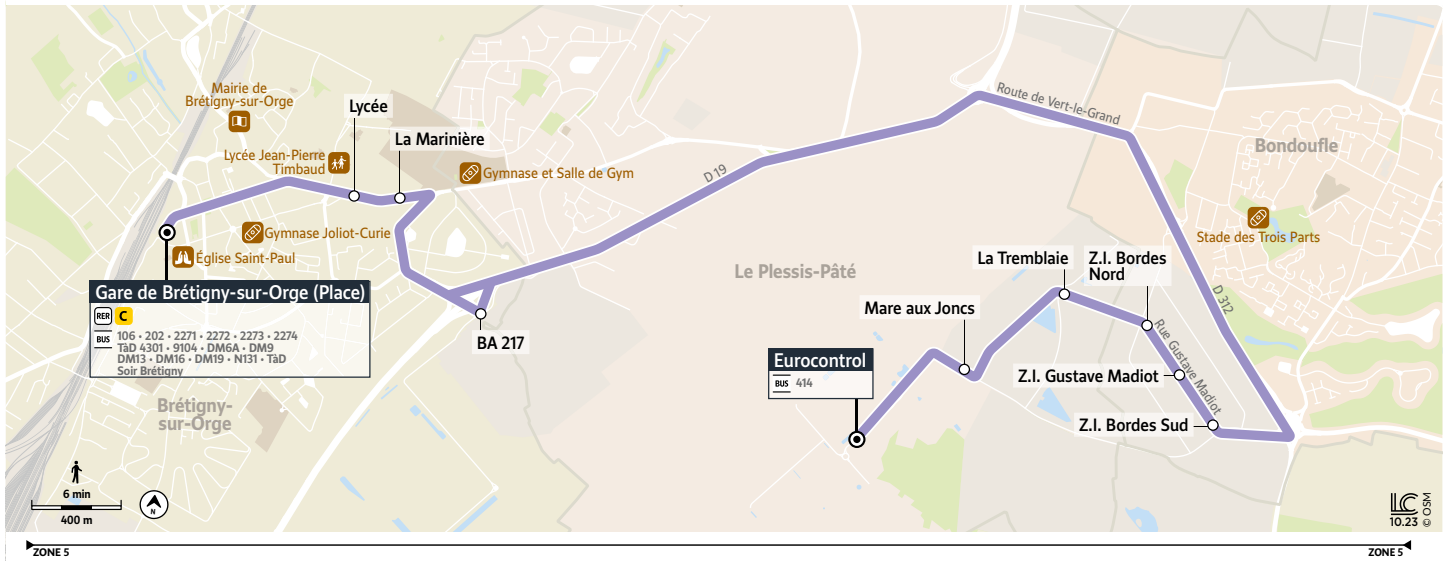 Mairie de
Brétigny-sur-Orge
Lycée
La Marinière
Lycée Jean-Pierre
Timbaud
Gymnase et Salle de Gym
Gymnase Joliot-Curie
Église Saint-Paul
Gare de Brétigny-sur-Orge (Place)
RER C
BUS 106 • 202 • 2271 • 2272 • 2273 • 2274
TàD 4301 • 9104 • DM6A • DM9
DM13 • DM16 • DM19 • N131 • TàD
Soir Brétigny
Brétigny-
sur-Orge
BA 217
D 19
Route de Vert-le-Grand
Bondoufle
Stade des Trois Parts
Le Plessis-Pâté
La Tremblaie
Z.I. Bordes
Nord
D 312
Mare aux Joncs
Rue Gustave Madiot
Eurocontrol
BUS 414
Z.I. Gustave Madiot
Z.I. Bordes Sud
6 min
400 m
N
LC
10.23 © OSM
ZONE 5
ZONE 5